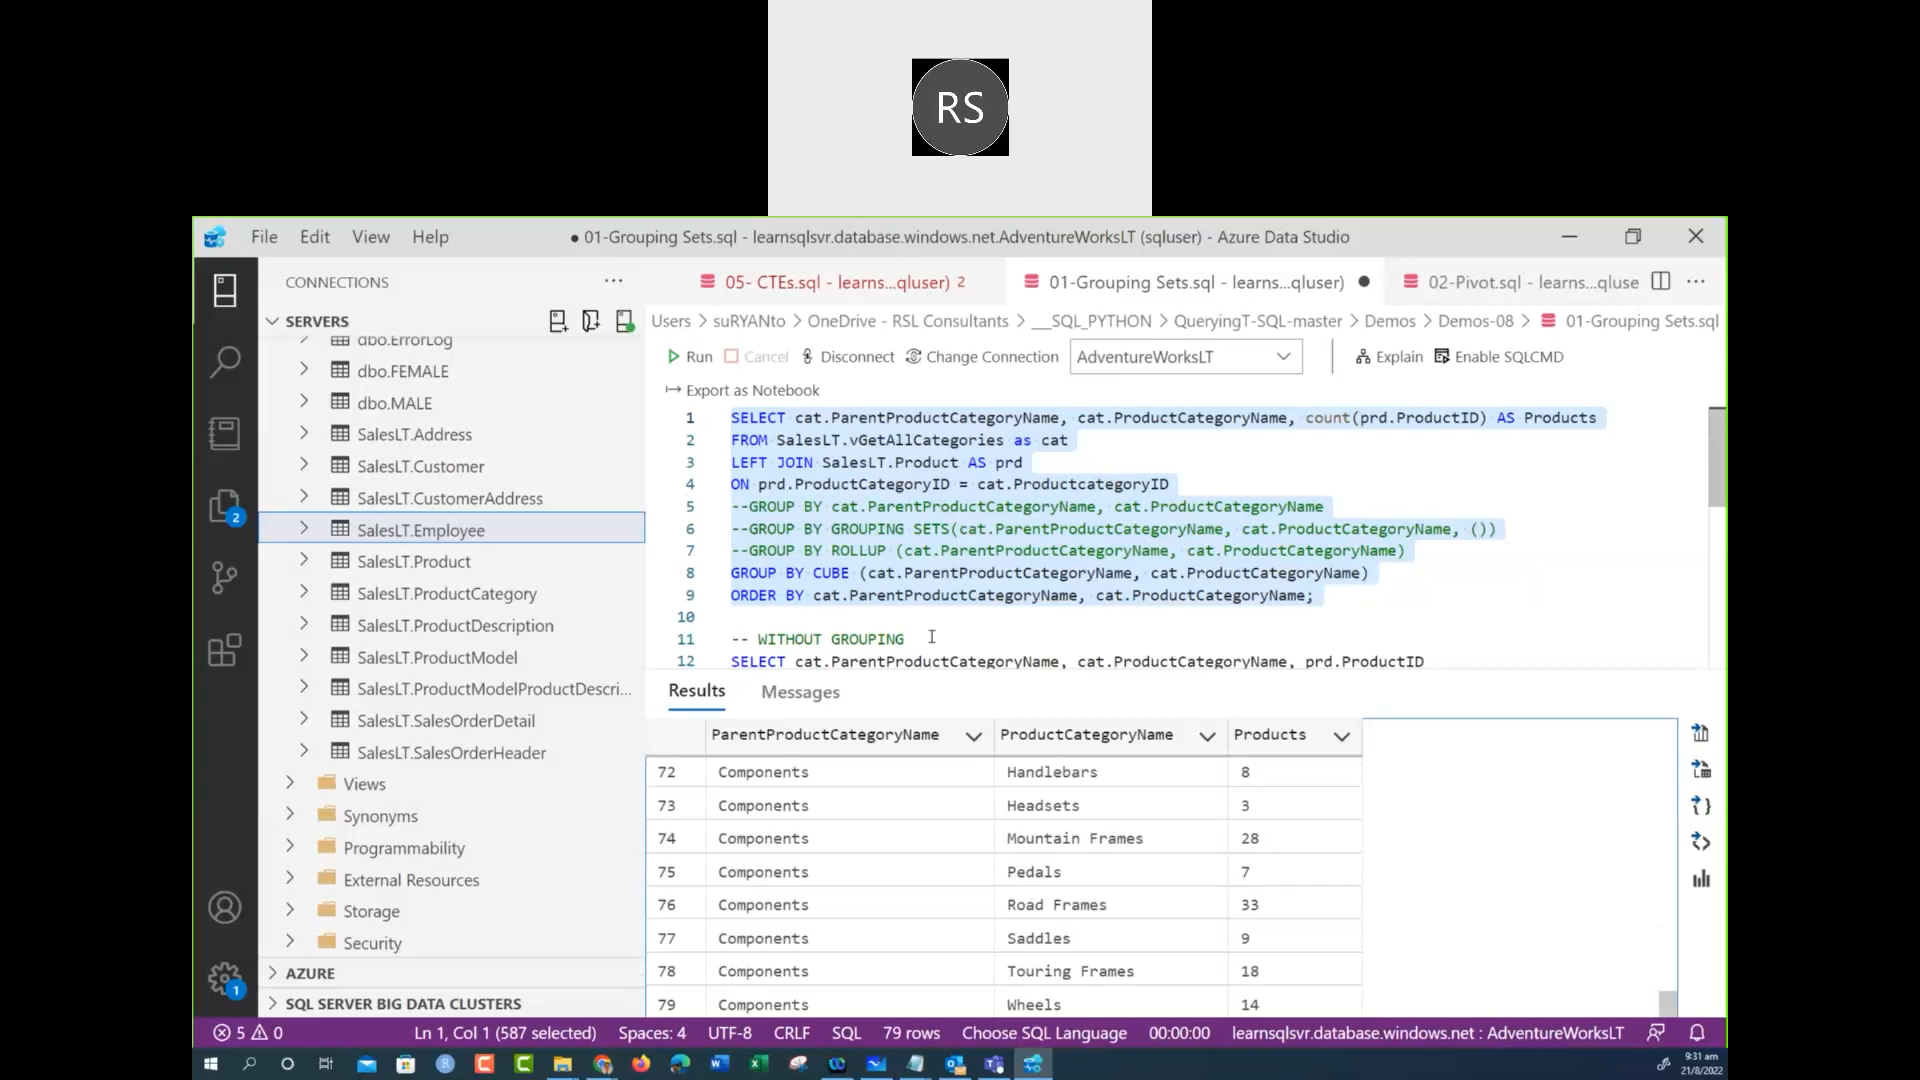 RS
File Edit View Help
● 01-Grouping Sets.sql - learnsqlsvr.database.windows.net.AdventureWorksLT (sqluser) - Azure Data Studio
CONNECTIONS
05- CTEs.sql - learns...qluser) 2
01-Grouping Sets.sql - learns...qluser) ●
02-Pivot.sql - learns...qluse
SERVERS
Users > suRYANto > OneDrive - RSL Consultants > __SQL_PYTHON > QueryingT-SQL-master > Demos > Demos-08 > 01-Grouping Sets.sql
Run Cancel Disconnect Change Connection AdventureWorksLT Explain Enable SQLCMD
Export as Notebook
dbo.ErrorLog
dbo.FEMALE
dbo.MALE
SalesLT.Address
SalesLT.Customer
SalesLT.CustomerAddress
SalesLT.Employee
SalesLT.Product
SalesLT.ProductCategory
SalesLT.ProductDescription
SalesLT.ProductModel
SalesLT.ProductModelProductDescri...
SalesLT.SalesOrderDetail
SalesLT.SalesOrderHeader
Views
Synonyms
Programmability
External Resources
Storage
Security
AZURE
SQL SERVER BIG DATA CLUSTERS
2
1
1 SELECT cat.ParentProductCategoryName, cat.ProductCategoryName, count(prd.ProductID) AS Products
2 FROM SalesLT.vGetAllCategories as cat
3 LEFT JOIN SalesLT.Product AS prd
4 ON prd.ProductCategoryID = cat.ProductcategoryID
5 --GROUP BY cat.ParentProductCategoryName, cat.ProductCategoryName
6 --GROUP BY GROUPING SETS(cat.ParentProductCategoryName, cat.ProductCategoryName, ())
7 --GROUP BY ROLLUP (cat.ParentProductCategoryName, cat.ProductCategoryName)
8 GROUP BY CUBE (cat.ParentProductCategoryName, cat.ProductCategoryName)
9 ORDER BY cat.ParentProductCategoryName, cat.ProductCategoryName;
10
11 -- WITHOUT GROUPING
12 SELECT cat.ParentProductCategoryName, cat.ProductCategoryName, prd.ProductID
Results Messages
ParentProductCategoryName ProductCategoryName Products
72 Components Handlebars 8
73 Components Headsets 3
74 Components Mountain Frames 28
75 Components Pedals 7
76 Components Road Frames 33
77 Components Saddles 9
78 Components Touring Frames 18
79 Components Wheels 14
5 0 Ln 1, Col 1 (587 selected) Spaces: 4 UTF-8 CRLF SQL 79 rows Choose SQL Language 00:00:00 learnsqlsvr.database.windows.net : AdventureWorksLT
9:31 am
21/8/2022